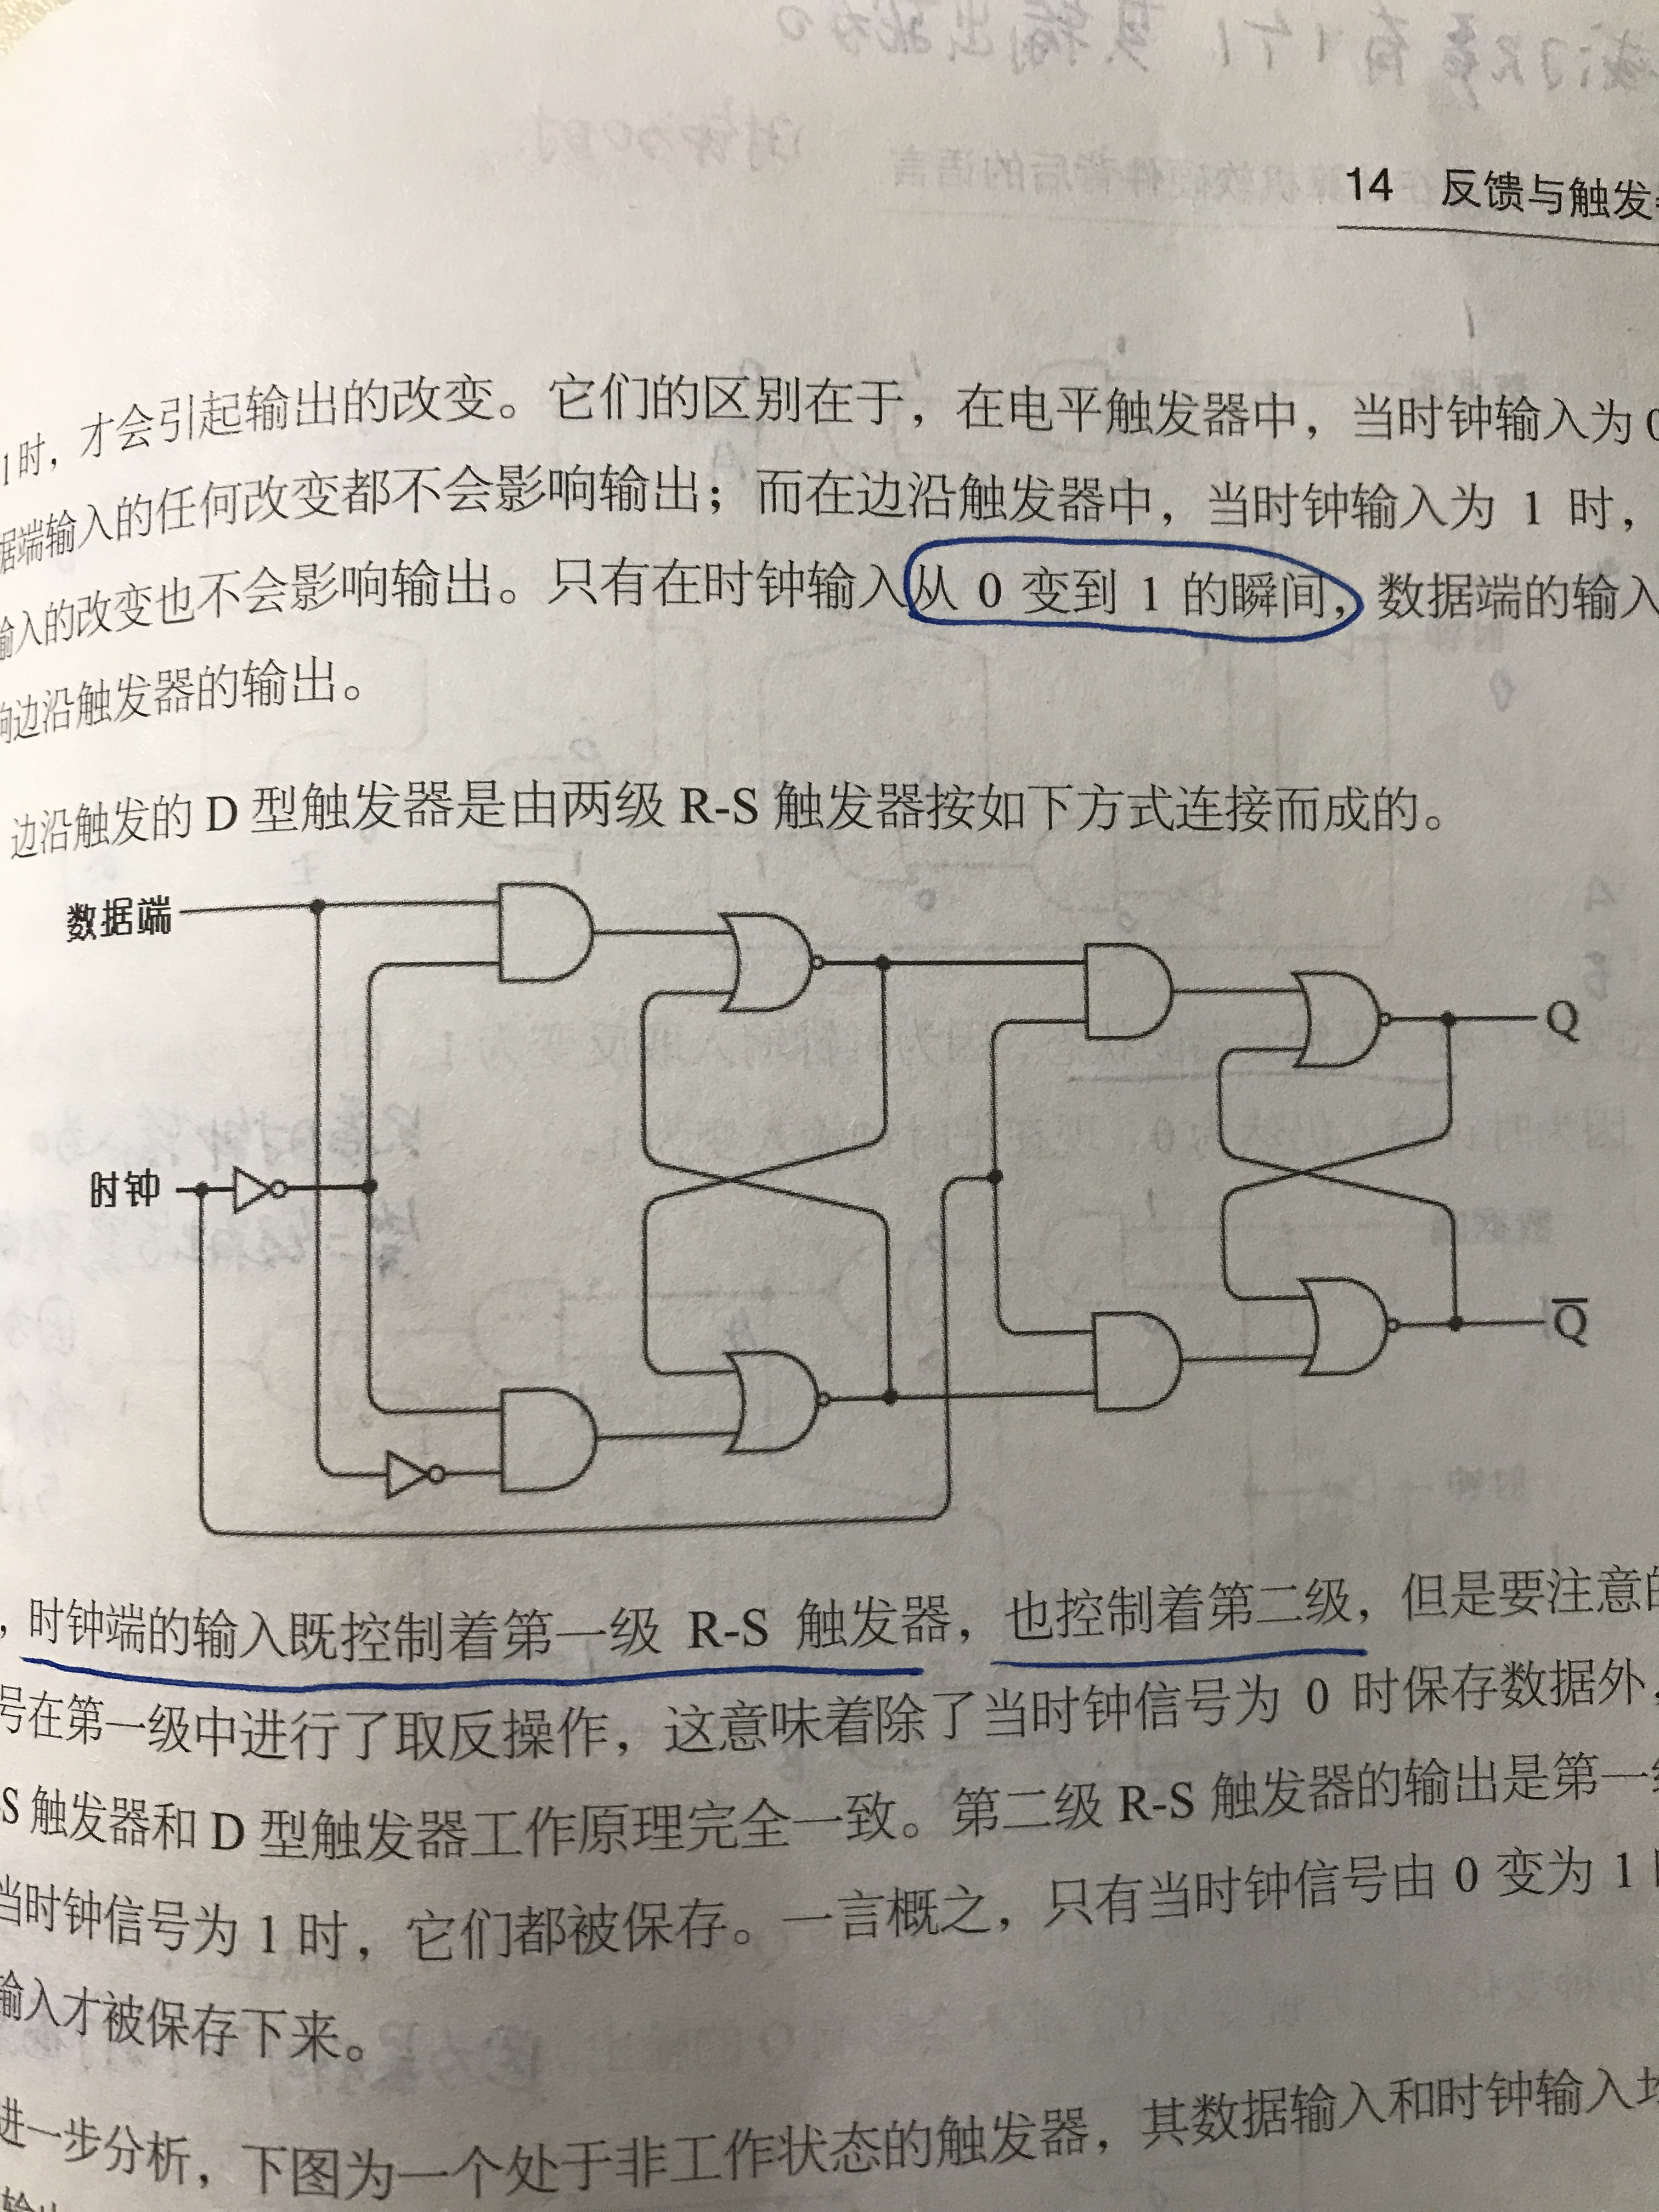 14 反馈与触发
1时，才会引起输出的改变。它们的区别在于，在电平触发器中，当时钟输入为 0
据端输入的任何改变都不会影响输出；而在边沿触发器中，当时钟输入为 1 时，
输入的改变也不会影响输出。只有在时钟输入从 0 变到 1 的瞬间，数据端的输入
响边沿触发器的输出。
边沿触发的 D 型触发器是由两级 R-S 触发器按如下方式连接而成的。
数据端
Q
时钟
Q̅
，时钟端的输入既控制着第一级 R-S 触发器，也控制着第二级，但是要注意的
号在第一级中进行了取反操作，这意味着除了当时钟信号为 0 时保存数据外，
-S 触发器和 D 型触发器工作原理完全一致。第二级 R-S 触发器的输出是第一级
当时钟信号为 1 时，它们都被保存。一言概之，只有当时钟信号由 0 变为 1 时
输入才被保存下来。
进一步分析，下图为一个处于非工作状态的触发器，其数据输入和时钟输入均